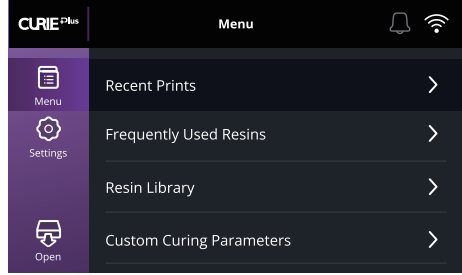 CURIE Plus
Menu
Menu
Recent Prints
Frequently Used Resins
Settings
Resin Library
Open
Custom Curing Parameters